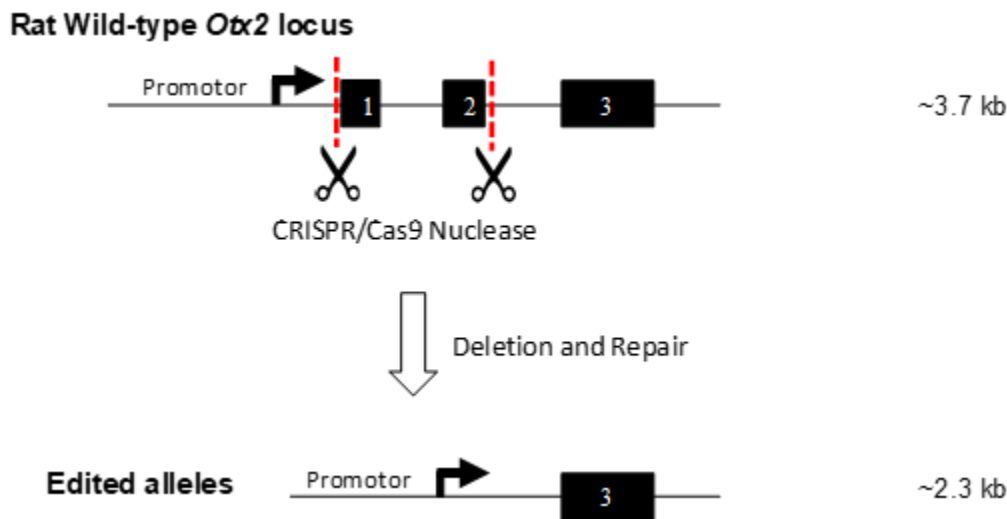 Rat Wild-type Otx2 locus
Promotor
1 2 3
~3.7 kb
CRISPR/Cas9 Nuclease
Deletion and Repair
Edited alleles
Promotor
3
~2.3 kb